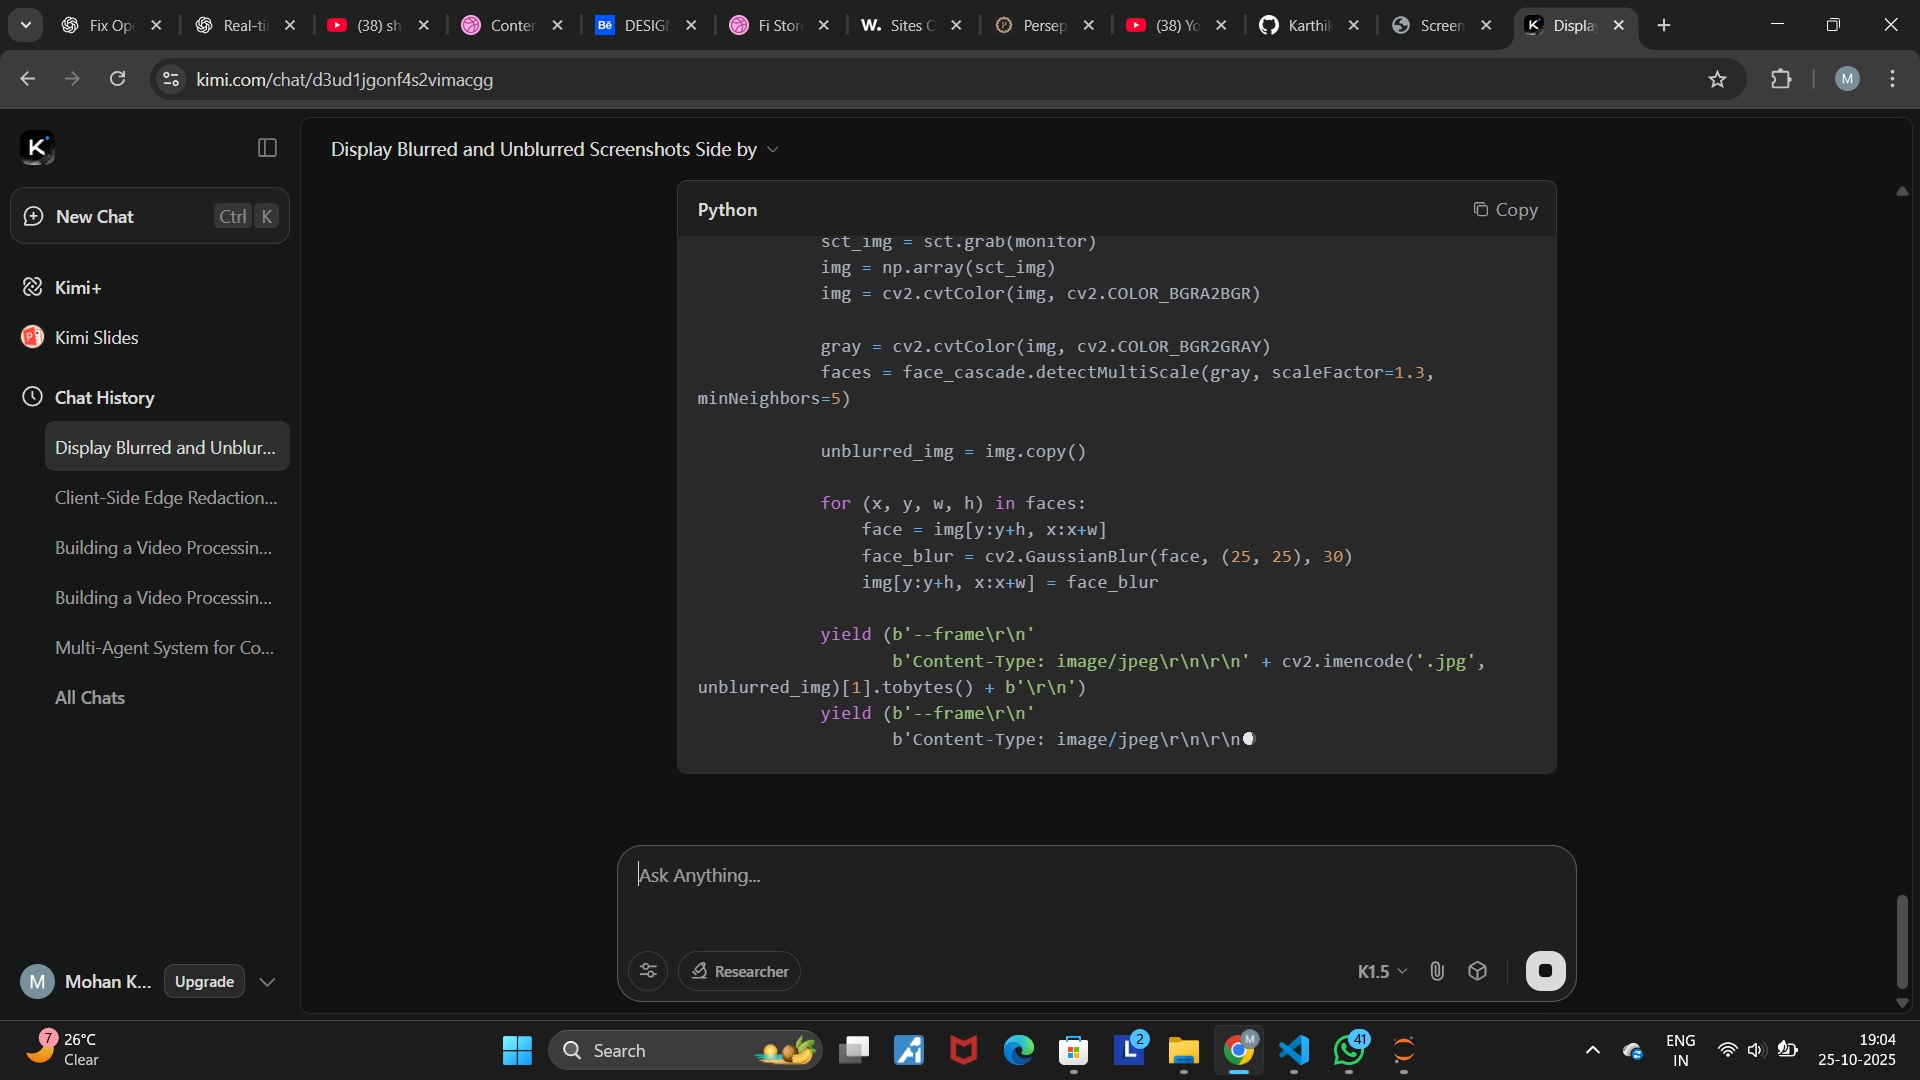 Fix Op
Real-ti
(38) sh
Conter
Bē DESIGN
Fi Stor
W. Sites
Persep
(38) Yo
Karthik
Screen
Displa
kimi.com/chat/d3ud1jgonf4s2vimacgg
M
K
New Chat
Ctrl K
Kimi+
Kimi Slides
Chat History
Display Blurred and Unblur...
Client-Side Edge Redaction...
Building a Video Processin...
Building a Video Processin...
Multi-Agent System for Co...
All Chats
M Mohan K... Upgrade
Display Blurred and Unblurred Screenshots Side by
Python
Copy
sct_img = sct.grab(monitor)
img = np.array(sct_img)
img = cv2.cvtColor(img, cv2.COLOR_BGRA2BGR)
gray = cv2.cvtColor(img, cv2.COLOR_BGR2GRAY)
faces = face_cascade.detectMultiScale(gray, scaleFactor=1.3,
minNeighbors=5)
unblurred_img = img.copy()
for (x, y, w, h) in faces:
face = img[y:y+h, x:x+w]
face_blur = cv2.GaussianBlur(face, (25, 25), 30)
img[y:y+h, x:x+w] = face_blur
yield (b'--frame\r\n'
b'Content-Type: image/jpeg\r\n\r\n' + cv2.imencode('.jpg',
unblurred_img)[1].tobytes() + b'\r\n')
yield (b'--frame\r\n'
b'Content-Type: image/jpeg\r\n\r\n
Ask Anything...
Researcher
K1.5
7 26°C
Clear
Search
L 2
M
41
ENG
IN
19:04
25-10-2025